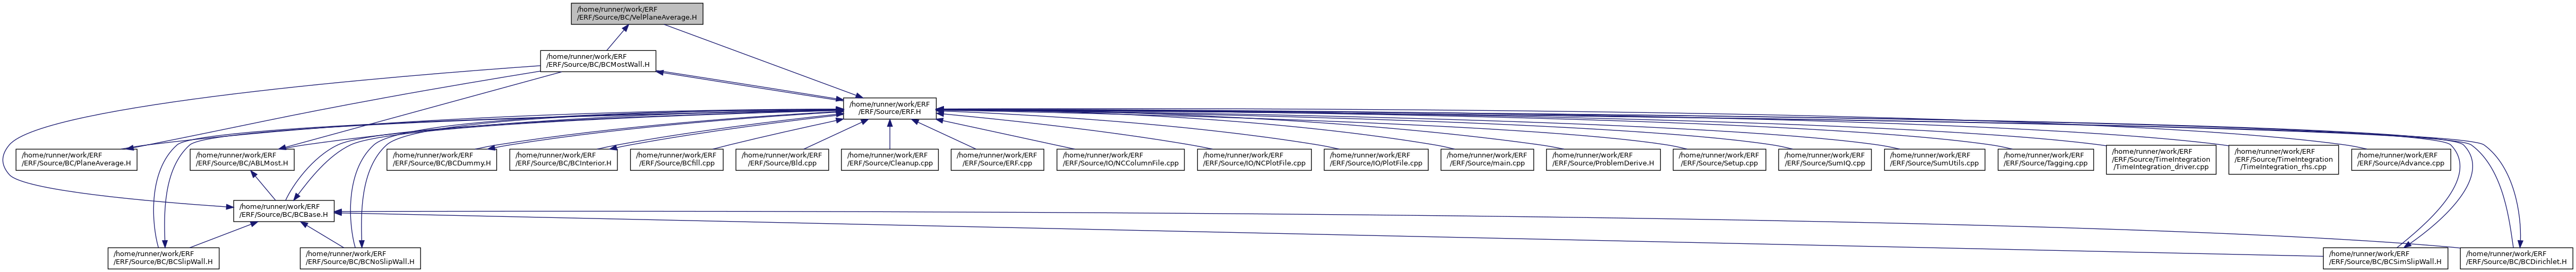 /home/runner/work/ERF
/ERF/Source/BC/VelPlaneAverage.H
/home/runner/work/ERF
/ERF/Source/BC/BCMostWall.H
/home/runner/work/ERF
/ERF/Source/ERF.H
/home/runner/work/ERF
/ERF/Source/BC/PlaneAverage.H
/home/runner/work/ERF
/ERF/Source/BC/ABLMost.H
/home/runner/work/ERF
/ERF/Source/BC/BCDummy.H
/home/runner/work/ERF
/ERF/Source/BC/BCInterior.H
/home/runner/work/ERF
/ERF/Source/BCfill.cpp
/home/runner/work/ERF
/ERF/Source/Bld.cpp
/home/runner/work/ERF
/ERF/Source/Cleanup.cpp
/home/runner/work/ERF
/ERF/Source/ERF.cpp
/home/runner/work/ERF
/ERF/Source/IO/NCColumnFile.cpp
/home/runner/work/ERF
/ERF/Source/IO/NCPlotFile.cpp
/home/runner/work/ERF
/ERF/Source/IO/PlotFile.cpp
/home/runner/work/ERF
/ERF/Source/main.cpp
/home/runner/work/ERF
/ERF/Source/ProblemDerive.H
/home/runner/work/ERF
/ERF/Source/Setup.cpp
/home/runner/work/ERF
/ERF/Source/SumIQ.cpp
/home/runner/work/ERF
/ERF/Source/SumUtils.cpp
/home/runner/work/ERF
/ERF/Source/Tagging.cpp
/home/runner/work/ERF
/ERF/Source/TimeIntegration
/TimeIntegration_driver.cpp
/home/runner/work/ERF
/ERF/Source/TimeIntegration
/TimeIntegration_rhs.cpp
/home/runner/work/ERF
/ERF/Source/Advance.cpp
/home/runner/work/ERF
/ERF/Source/BC/BCBase.H
/home/runner/work/ERF
/ERF/Source/BC/BCSlipWall.H
/home/runner/work/ERF
/ERF/Source/BC/BCNoSlipWall.H
/home/runner/work/ERF
/ERF/Source/BC/BCSimSlipWall.H
/home/runner/work/ERF
/ERF/Source/BC/BCDirichlet.H